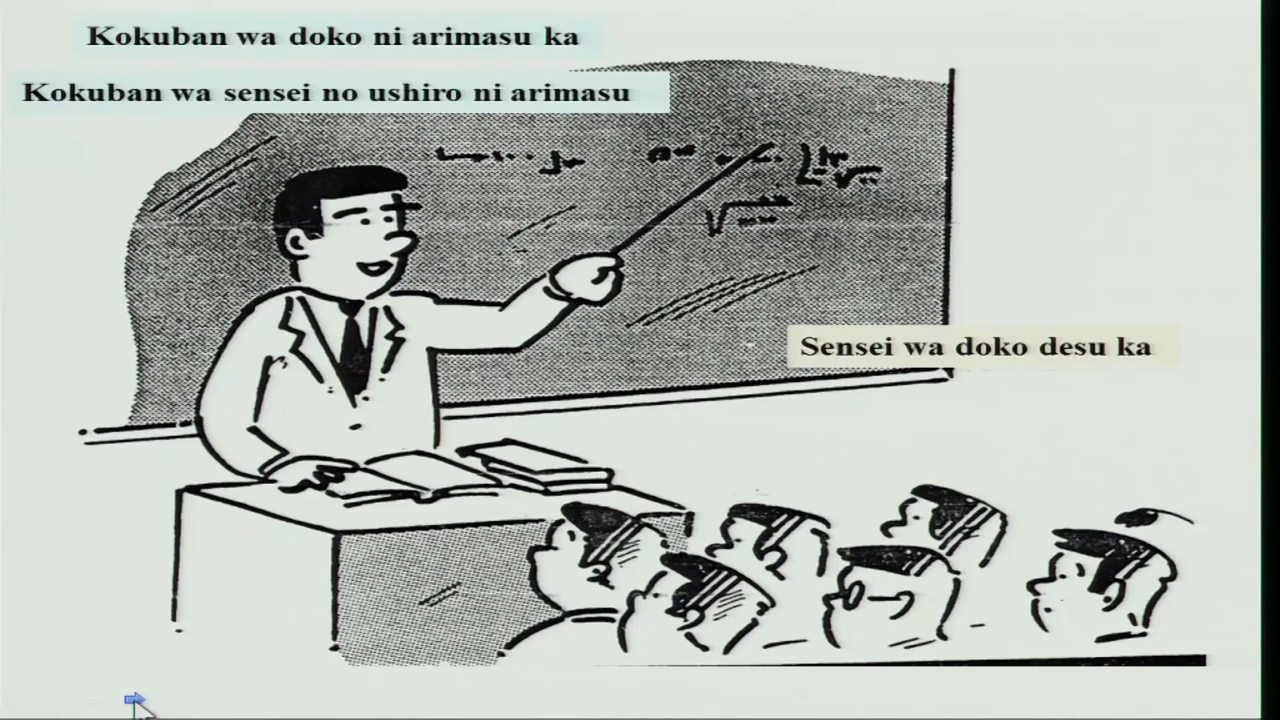 Kokuban wa doko ni arimasu ka
Kokuban wa sensei no ushiro ni arimasu
Sensei wa doko desu ka